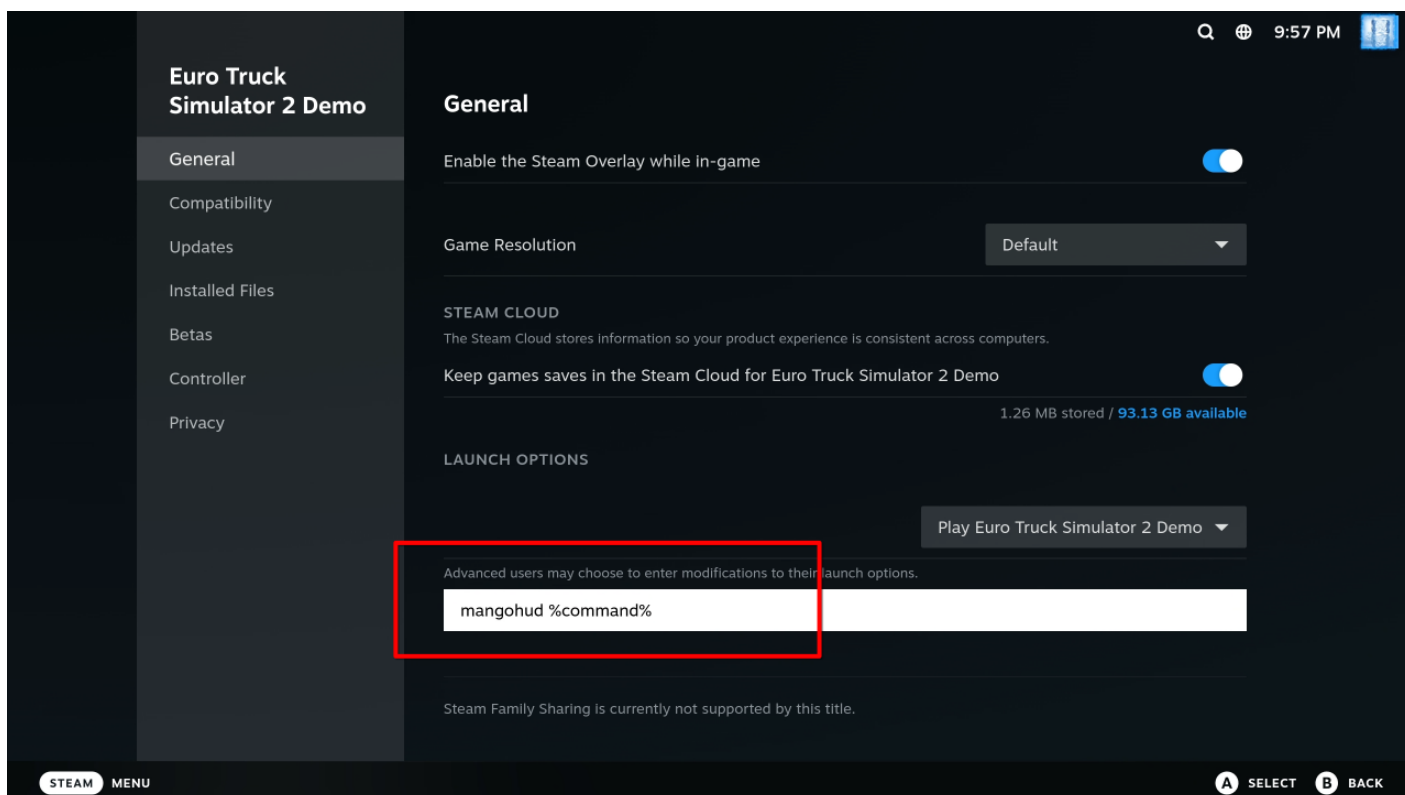 9:57 PM
Euro Truck
Simulator 2 Demo
General
Compatibility
Updates
Installed Files
Betas
Controller
Privacy
General
Enable the Steam Overlay while in-game
Game Resolution
Default
STEAM CLOUD
The Steam Cloud stores information so your product experience is consistent across computers.
Keep games saves in the Steam Cloud for Euro Truck Simulator 2 Demo
1.26 MB stored / 93.13 GB available
LAUNCH OPTIONS
Play Euro Truck Simulator 2 Demo
Advanced users may choose to enter modifications to their launch options.
mangohud %command%
Steam Family Sharing is currently not supported by this title.
STEAM MENU
A SELECT B BACK